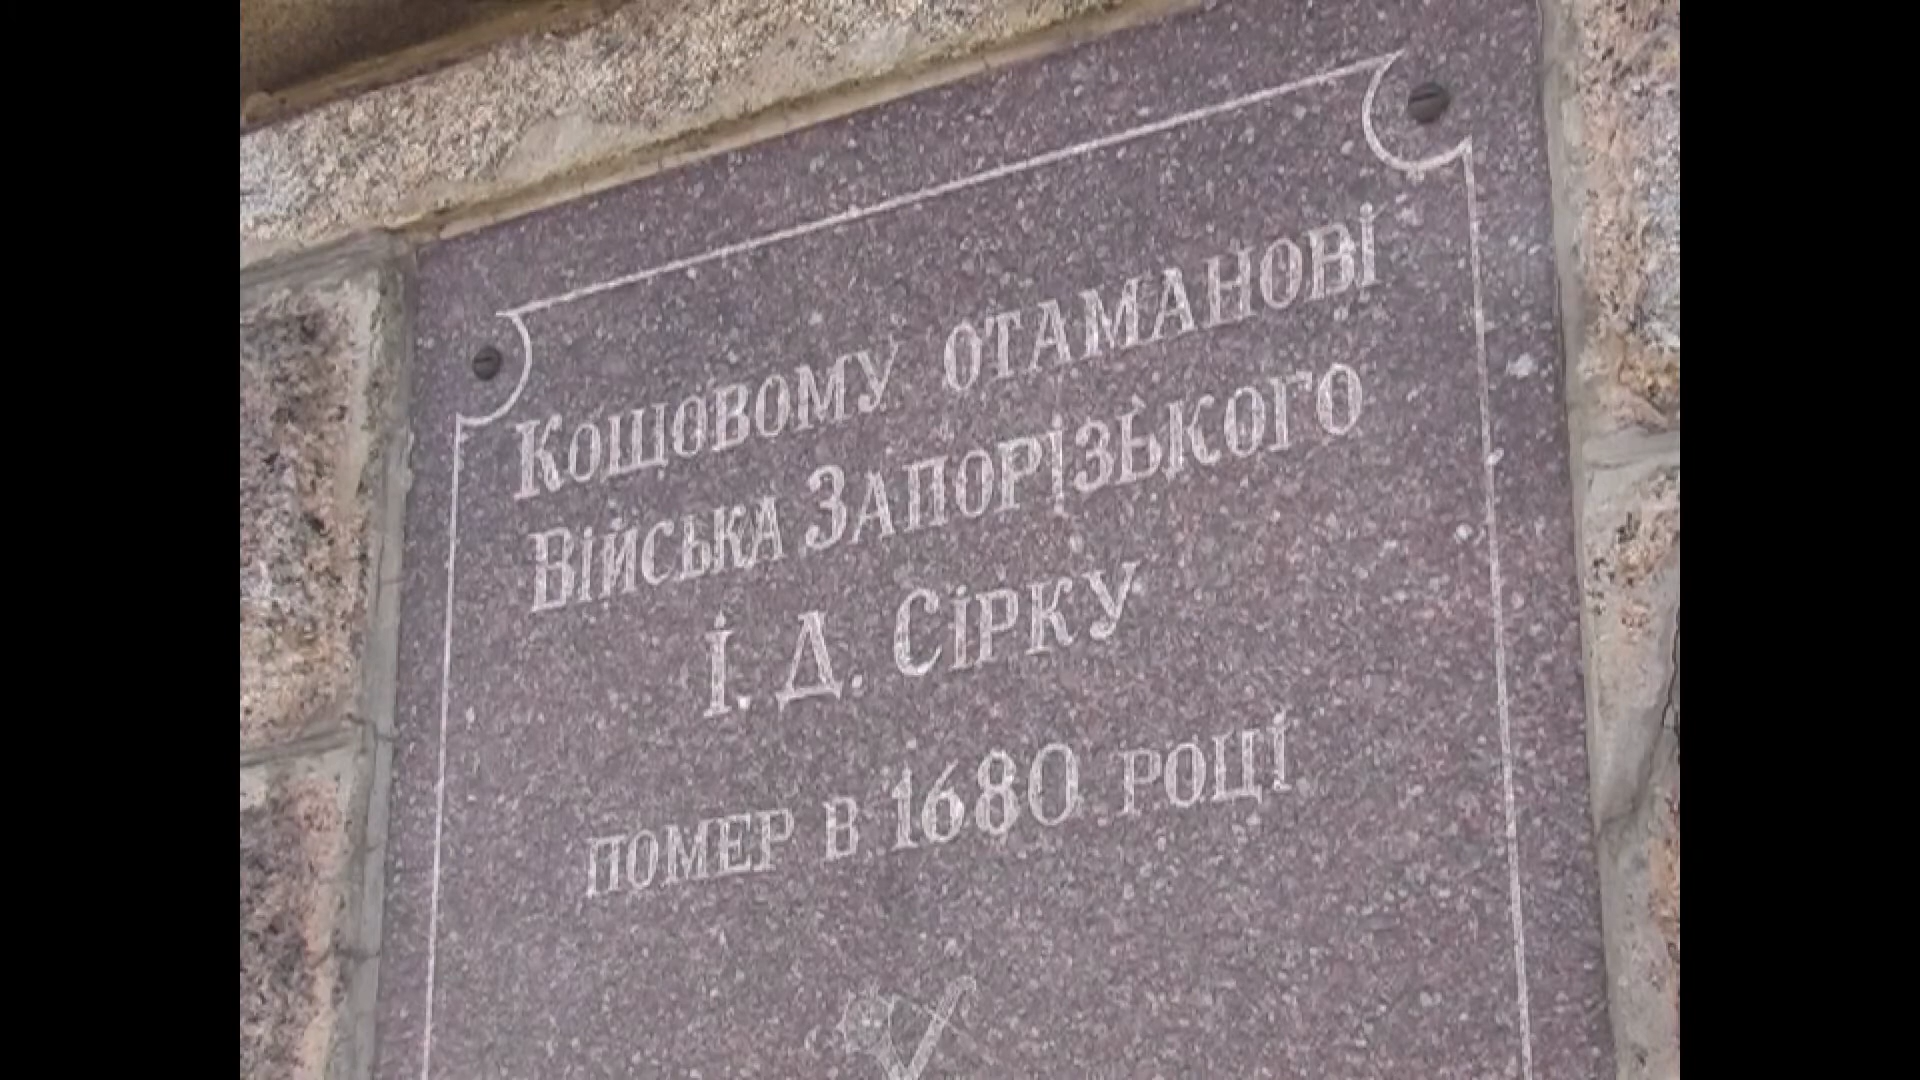 Кошовому отаманові
Війська Запорізького
І. Д. Сірку
помер в 1680 році